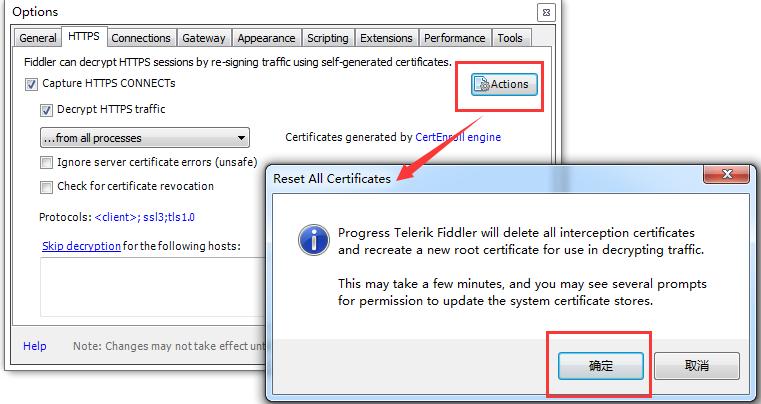 Options
General HTTPS Connections Gateway Appearance Scripting Extensions Performance Tools
Fiddler can decrypt HTTPS sessions by re-signing traffic using self-generated certificates.
Capture HTTPS CONNECTs
Actions
Decrypt HTTPS traffic
...from all processes
Certificates generated by CertEnroll engine
Ignore server certificate errors (unsafe)
Check for certificate revocation
Protocols: <client>; ssl3;tls1.0
Skip decryption for the following hosts:
Help
Note: Changes may not take effect unt
Reset All Certificates
Progress Telerik Fiddler will delete all interception certificates
and recreate a new root certificate for use in decrypting traffic.
This may take a few minutes, and you may see several prompts
for permission to update the system certificate stores.
确定
取消